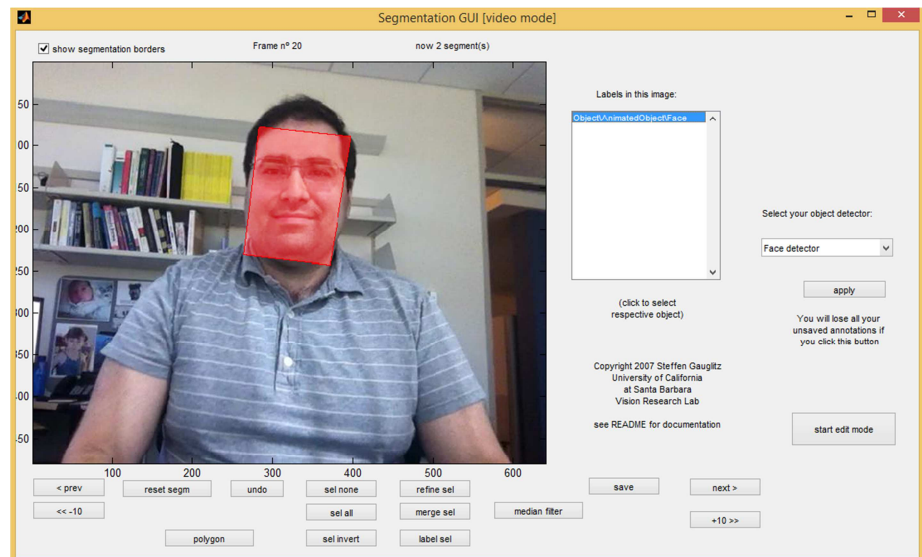 Segmentation GUI [video mode]
show segmentation borders
Frame nº 20
now 2 segment(s)
Labels in this image:
Object\AnimatedObject\Face
Select your object detector:
Face detector
apply
You will lose all your
unsaved annotations if
you click this button
(click to select
respective object)
Copyright 2007 Steffen Gauglitz
University of California
at Santa Barbara
Vision Research Lab
see README for documentation
start edit mode
50
00
50
200
250
300
350
00
50
100
200
300
400
500
600
< prev
reset segm
undo
sel none
refine sel
save
next >
<< -10
sel all
merge sel
median filter
+10 >>
polygon
sel invert
label sel